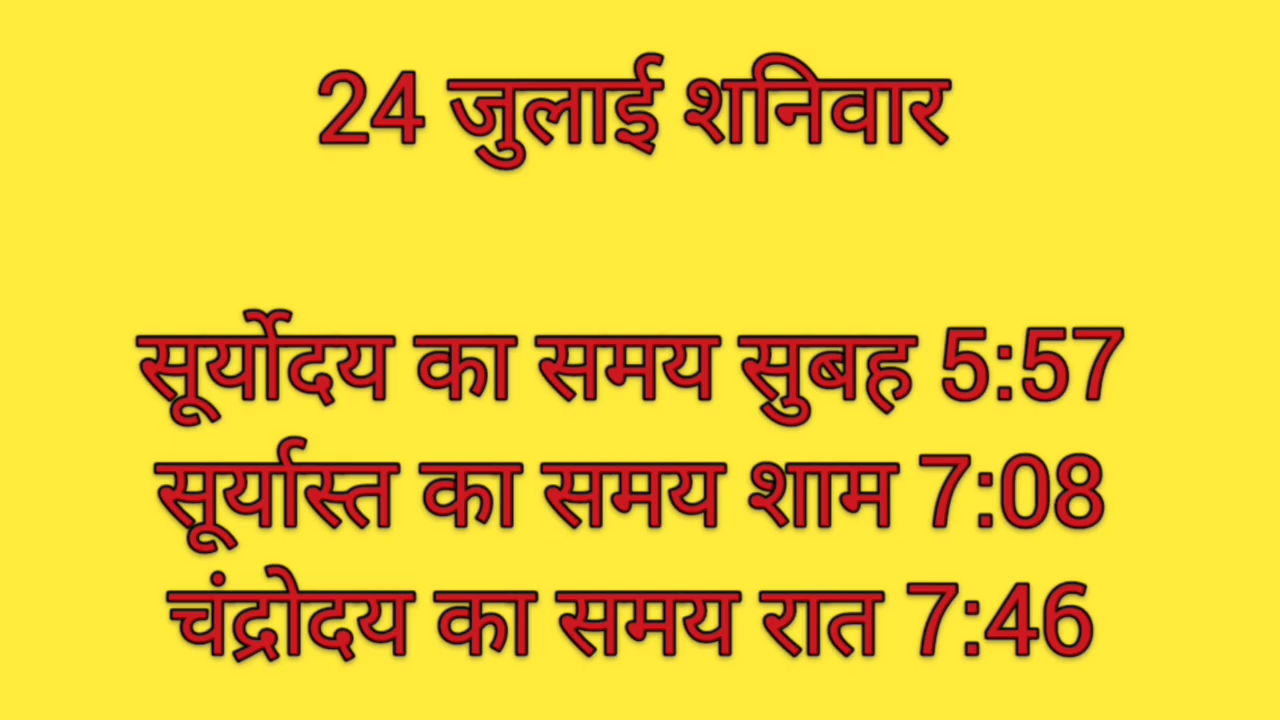 24 जुलाई शनिवार
सूर्योदय का समय सुबह 5:57
सूर्यास्त का समय शाम 7:08
चंद्रोदय का समय रात 7:46